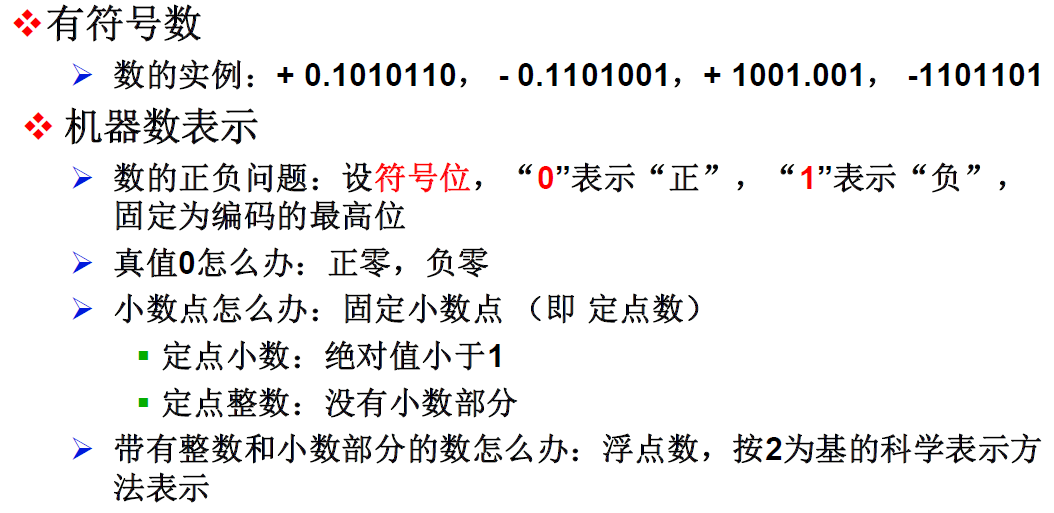 有符号数
数的实例：+ 0.1010110， - 0.1101001，+ 1001.001， -1101101
机器数表示
数的正负问题：设符号位，“0”表示“正”，“1”表示“负”，
固定为编码的最高位
真值0怎么办：正零，负零
小数点怎么办：固定小数点 （即 定点数）
定点小数：绝对值小于1
定点整数：没有小数部分
带有整数和小数部分的数怎么办：浮点数，按2为基的科学表示方
法表示